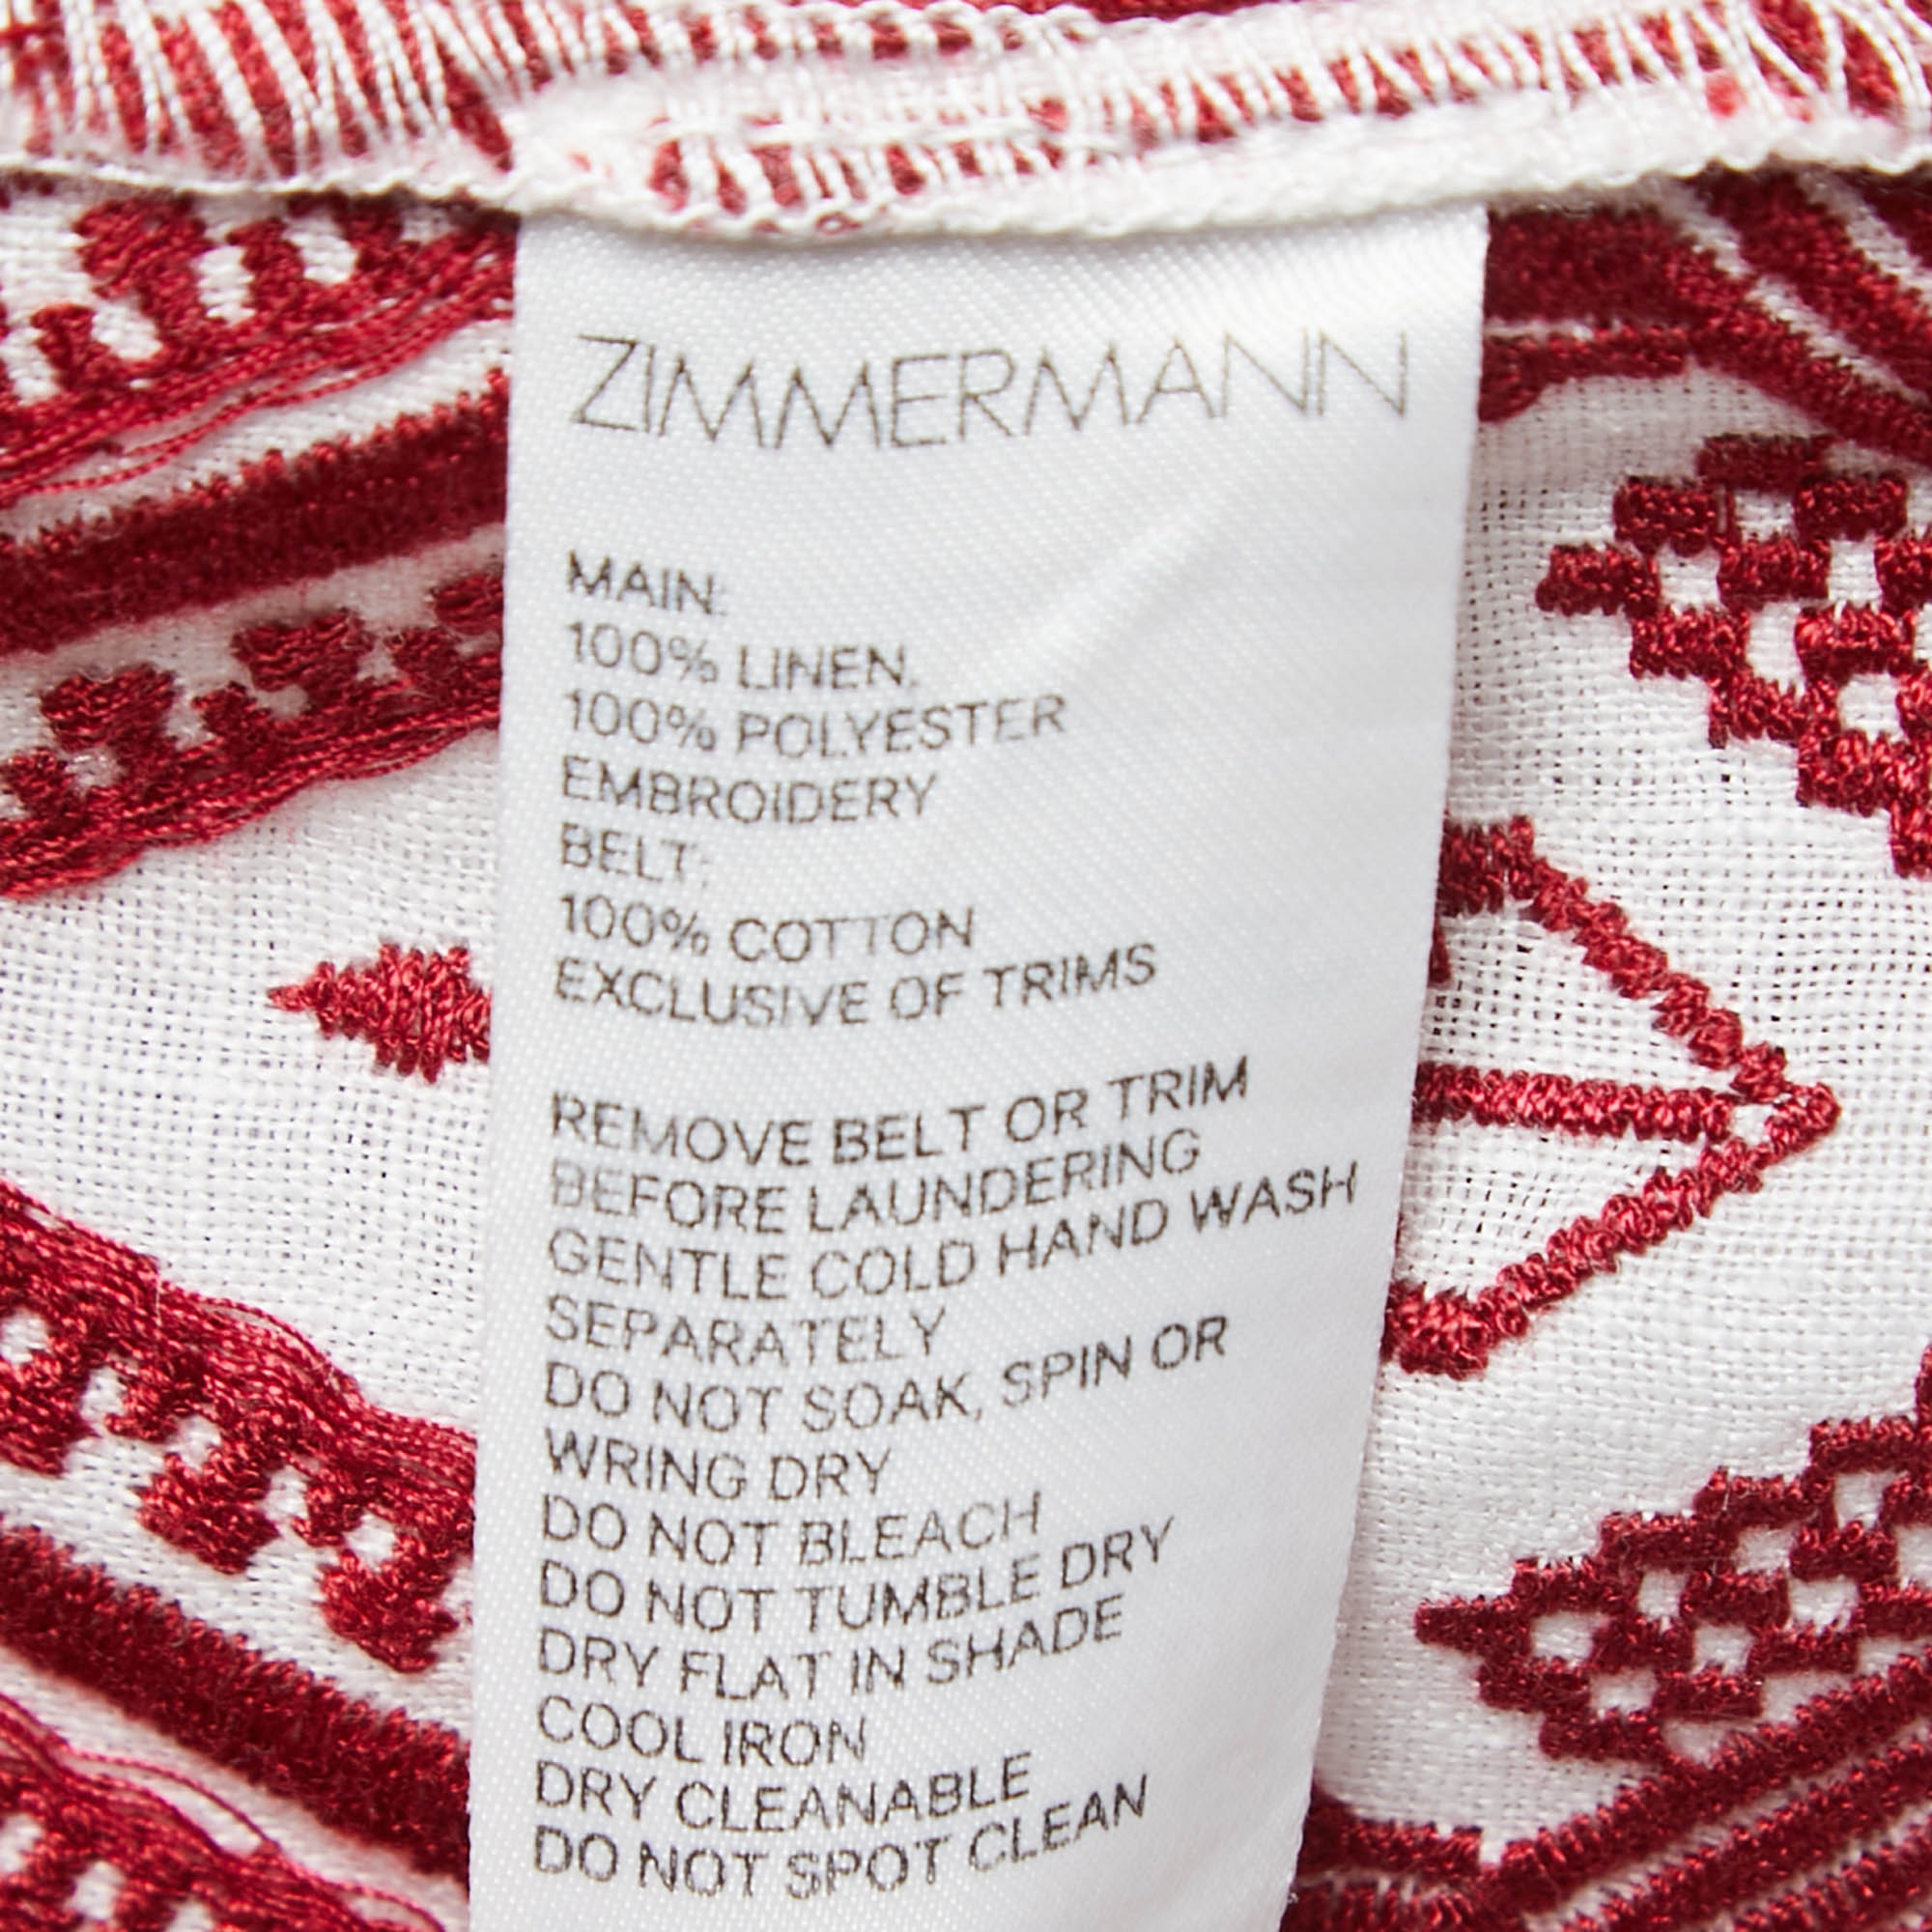 ZIMMERMANN
MAIN:
100% LINEN.
100% POLYESTER
EMBROIDERY
BELT:
100% COTTON
EXCLUSIVE OF TRIMS
REMOVE BELT OR TRIM
BEFORE LAUNDERING
GENTLE COLD HAND WASH
SEPARATELY
DO NOT SOAK, SPIN OR
WRING DRY
DO NOT BLEACH
DO NOT TUMBLE DRY
DRY FLAT IN SHADE
COOL IRON
DRY CLEANABLE
DO NOT SPOT CLEAN